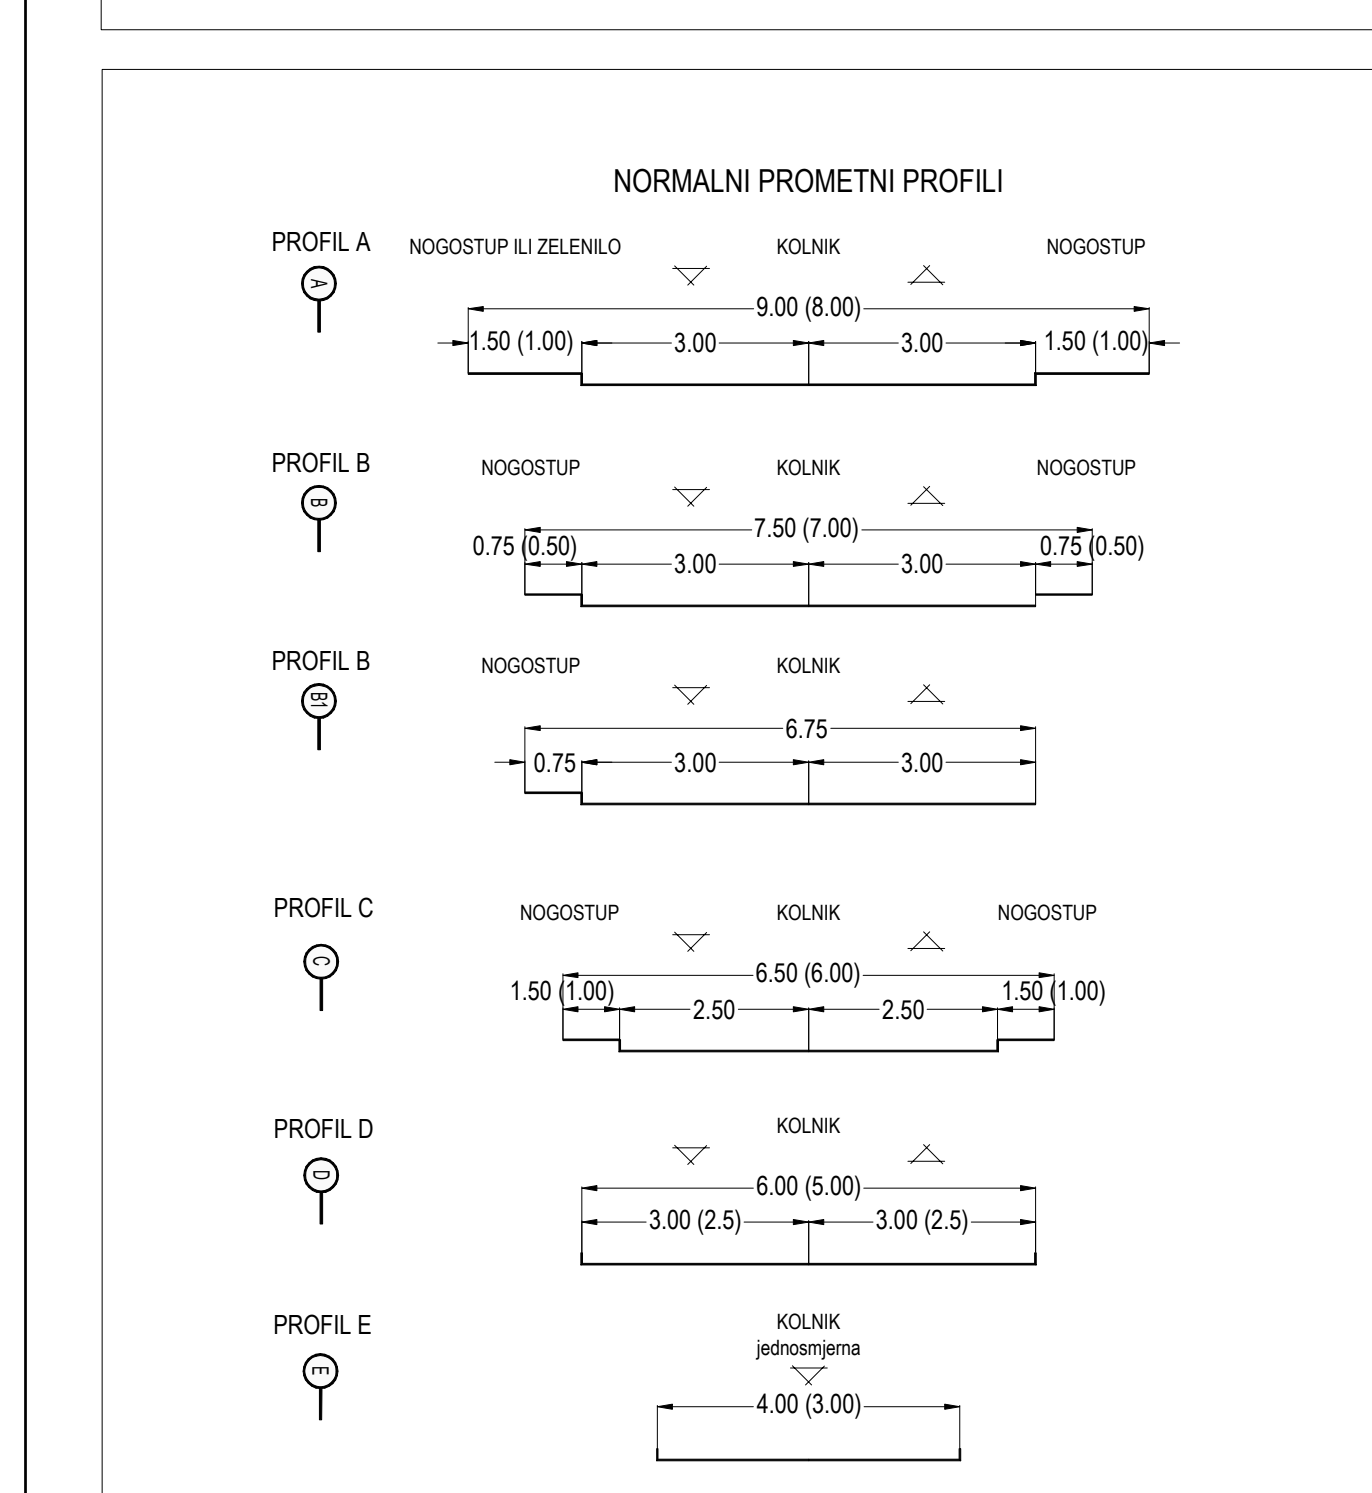 NORMALNI PROMETNI PROFILI
PROFIL A
NOGOSTUP ILI ZELENILO KOLNIK NOGOSTUP
A
9.00 (8.00)
1.50 (1.00) 3.00 3.00 1.50 (1.00)
PROFIL B
NOGOSTUP KOLNIK NOGOSTUP
B
7.50 (7.00)
0.75 (0.50) 3.00 3.00 0.75 (0.50)
PROFIL B
NOGOSTUP KOLNIK
B1
6.75
0.75 3.00 3.00
PROFIL C
NOGOSTUP KOLNIK NOGOSTUP
C
6.50 (6.00)
1.50 (1.00) 2.50 2.50 1.50 (1.00)
PROFIL D
KOLNIK
D
6.00 (5.00)
3.00 (2.5) 3.00 (2.5)
PROFIL E
KOLNIK
jednosmjerna
E
4.00 (3.00)